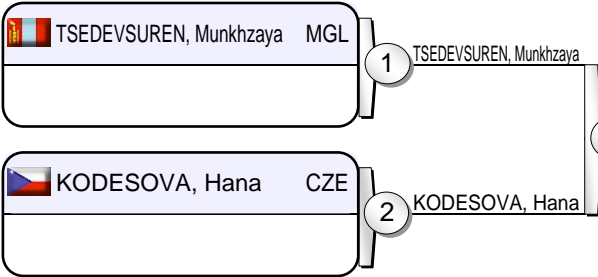 TSEDEVSUREN, Munkhzaya MGL
1
TSEDEVSUREN, Munkhzaya
KODESOVA, Hana CZE
2
KODESOVA, Hana